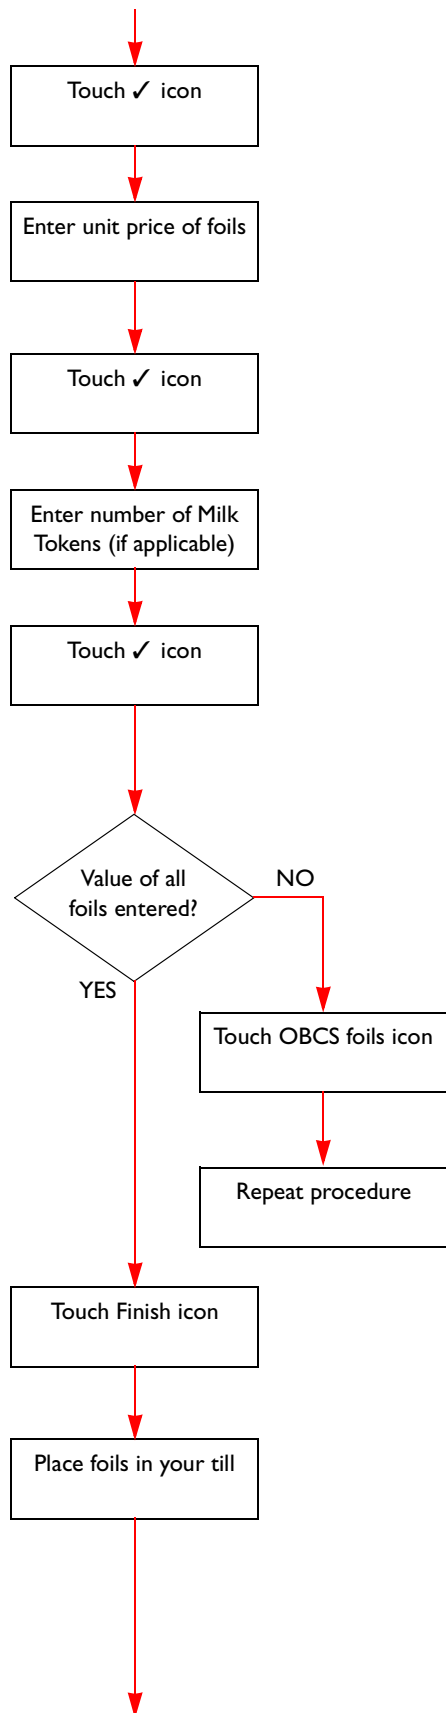 Touch ✓ icon
Enter unit price of foils
Touch ✓ icon
Enter number of Milk
Tokens (if applicable)
Touch ✓ icon
Value of all
foils entered?
NO
YES
Touch OBCS foils icon
Repeat procedure
Touch Finish icon
Place foils in your till